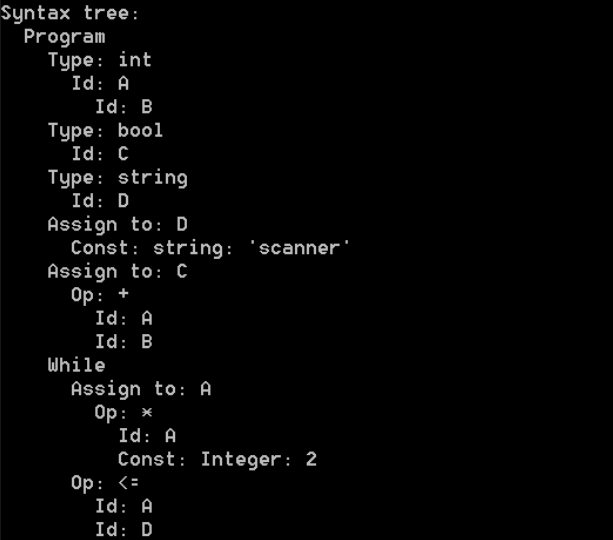 Syntax tree:
  Program
    Type: int
      Id: A
        Id: B
    Type: bool
      Id: C
    Type: string
      Id: D
    Assign to: D
      Const: string: 'scanner'
    Assign to: C
      Op: +
        Id: A
        Id: B
    While
      Assign to: A
        Op: *
          Id: A
          Const: Integer: 2
      Op: <=
        Id: A
        Id: D